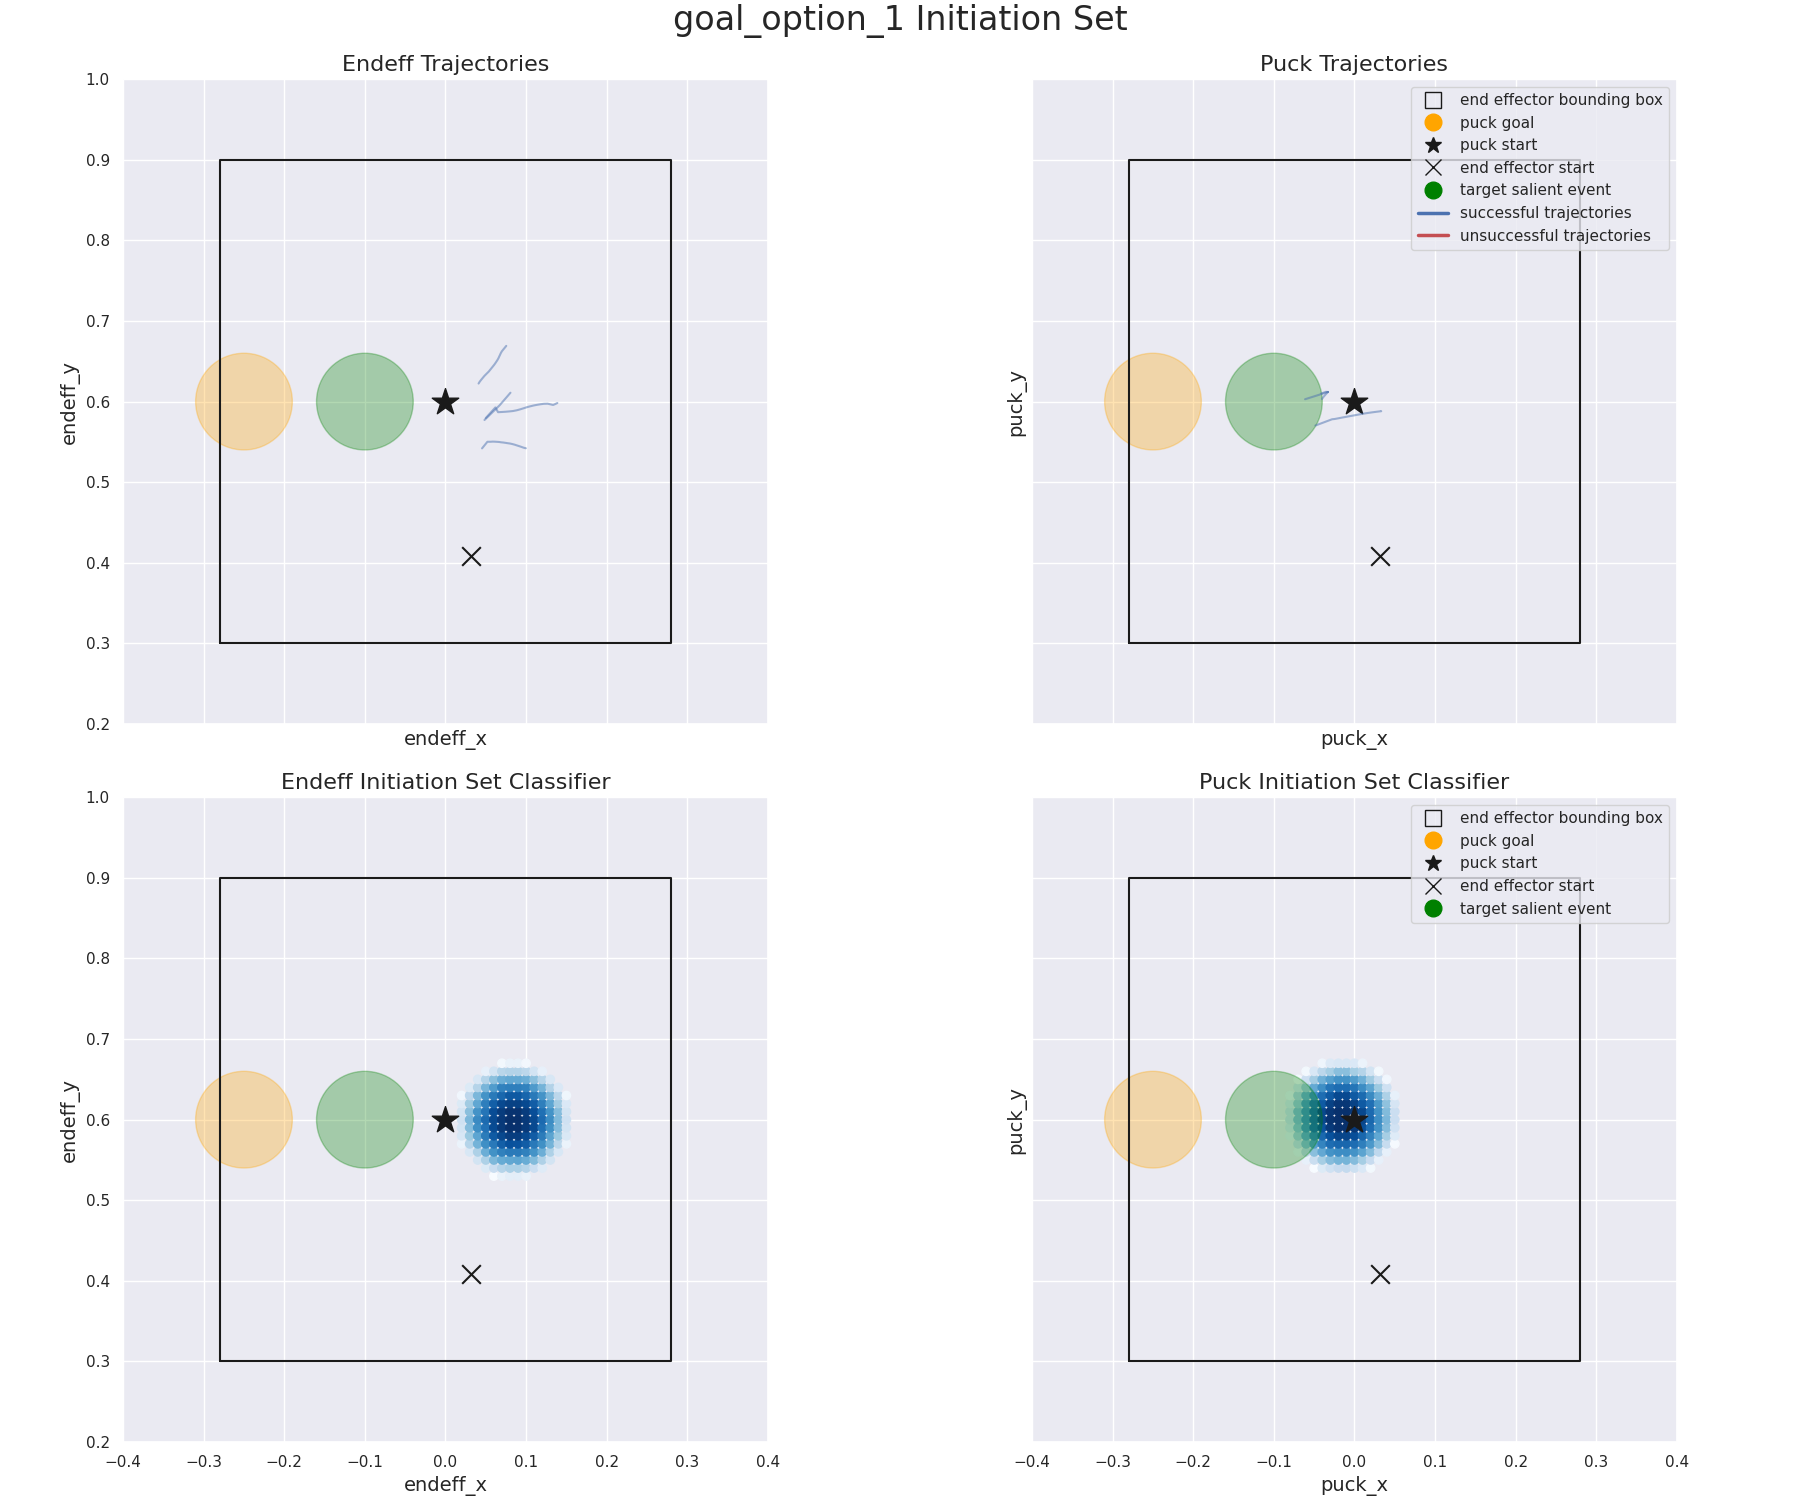 goal_option_1 Initiation Set
Endeff Trajectories
1.0
0.9
0.8
0.7
0.6
0.5
0.4
0.3
0.2
endeff_y
endeff_x
Puck Trajectories
end effector bounding box
puck goal
puck start
end effector start
target salient event
successful trajectories
unsuccessful trajectories
puck_y
puck_x
Endeff Initiation Set Classifier
1.0
0.9
0.8
0.7
0.6
0.5
0.4
0.3
0.2
endeff_y
−0.4 −0.3 −0.2 −0.1 0.0 0.1 0.2 0.3 0.4
endeff_x
Puck Initiation Set Classifier
end effector bounding box
puck goal
puck start
end effector start
target salient event
puck_y
−0.4 −0.3 −0.2 −0.1 0.0 0.1 0.2 0.3 0.4
puck_x